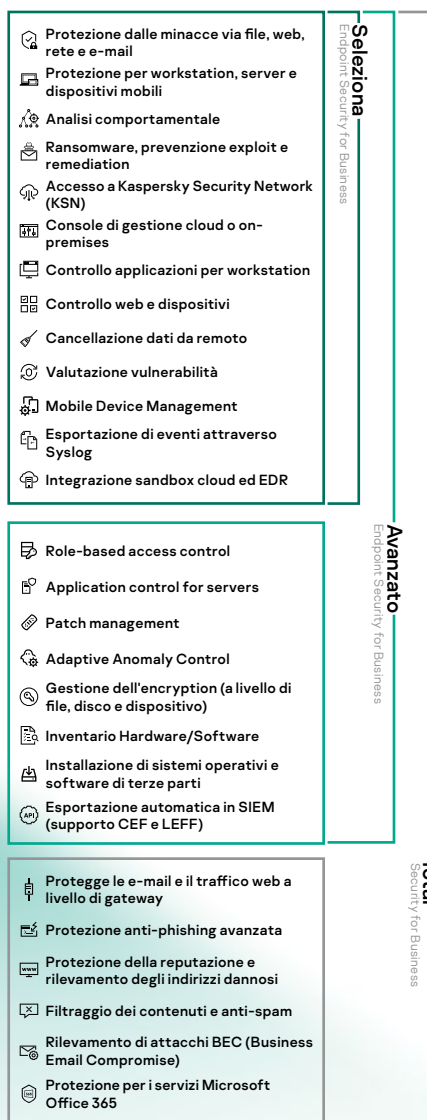 Protezione dalle minacce via file, web,
rete e e-mail
Protezione per workstation, server e
dispositivi mobili
Analisi comportamentale
Ransomware, prevenzione exploit e
remediation
Accesso a Kaspersky Security Network
(KSN)
Console di gestione cloud o on-
premises
Controllo applicazioni per workstation
Controllo web e dispositivi
Cancellazione dati da remoto
Valutazione vulnerabilità
Mobile Device Management
Esportazione di eventi attraverso
Syslog
Integrazione sandbox cloud ed EDR
Seleziona
Endpoint Security for Business
Role-based access control
Application control for servers
Patch management
Adaptive Anomaly Control
Gestione dell'encryption (a livello di
file, disco e dispositivo)
Inventario Hardware/Software
Installazione di sistemi operativi e
software di terze parti
API
Esportazione automatica in SIEM
(supporto CEF e LEFF)
Avanzato
Endpoint Security for Business
Protegge le e-mail e il traffico web a
livello di gateway
Protezione anti-phishing avanzata
www
Protezione della reputazione e
rilevamento degli indirizzi dannosi
Filtraggio dei contenuti e anti-spam
Rilevamento di attacchi BEC (Business
Email Compromise)
Protezione per i servizi Microsoft
Office 365
Security for Business